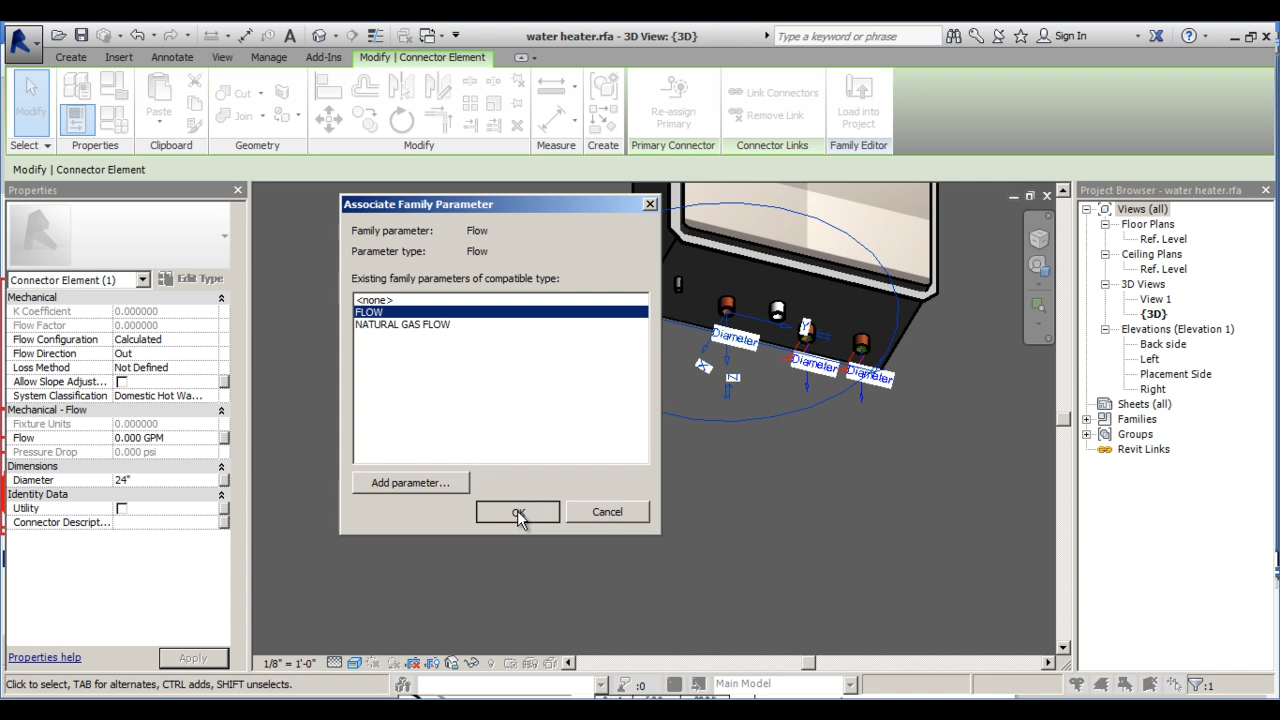 water heater.rfa - 3D View: {3D}
Type a keyword or phrase
Sign In
Create
Insert
Annotate
View
Manage
Add-Ins
Modify | Connector Element
Modify
Paste
Cut
Join
Re-assign
Primary
Link Connectors
Remove Link
Load into
Project
Select
Properties
Clipboard
Geometry
Modify
Measure
Create
Primary Connector
Connector Links
Family Editor
Modify | Connector Element
Properties
Connector Element (1)
Edit Type
Mechanical
K Coefficient 0.000000
Flow Factor 0.000000
Flow Configuration Calculated
Flow Direction Out
Loss Method Not Defined
Allow Slope Adjust...
System Classification Domestic Hot Wa...
Mechanical - Flow
Fixture Units 0.000000
Flow 0.000 GPM
Pressure Drop 0.000 psi
Dimensions
Diameter 24"
Identity Data
Utility
Connector Descript...
Properties help
Apply
Associate Family Parameter
Family parameter: Flow
Parameter type: Flow
Existing family parameters of compatible type:
<none>
FLOW
NATURAL GAS FLOW
Add parameter...
OK
Cancel
Y
Diameter
Diameter
Diameter
X
Z
Project Browser - water heater.rfa
Views (all)
Floor Plans
Ref. Level
Ceiling Plans
Ref. Level
3D Views
View 1
{3D}
Elevations (Elevation 1)
Back side
Left
Placement Side
Right
Sheets (all)
Families
Groups
Revit Links
1/8" = 1'-0"
Click to select, TAB for alternates, CTRL adds, SHIFT unselects.
:0
Main Model
:1